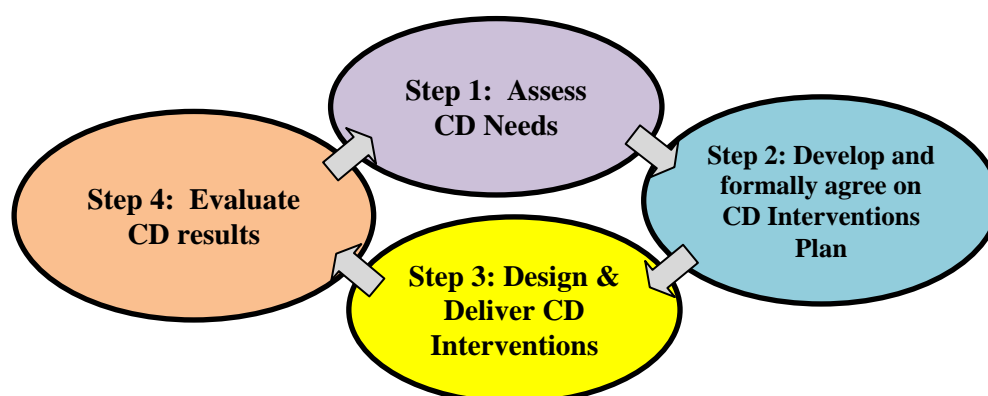 Step 1:  Assess
CD Needs
Step 2: Develop and
formally agree on
CD Interventions
Plan
Step 3: Design &
Deliver CD
Interventions
Step 4:  Evaluate
CD results